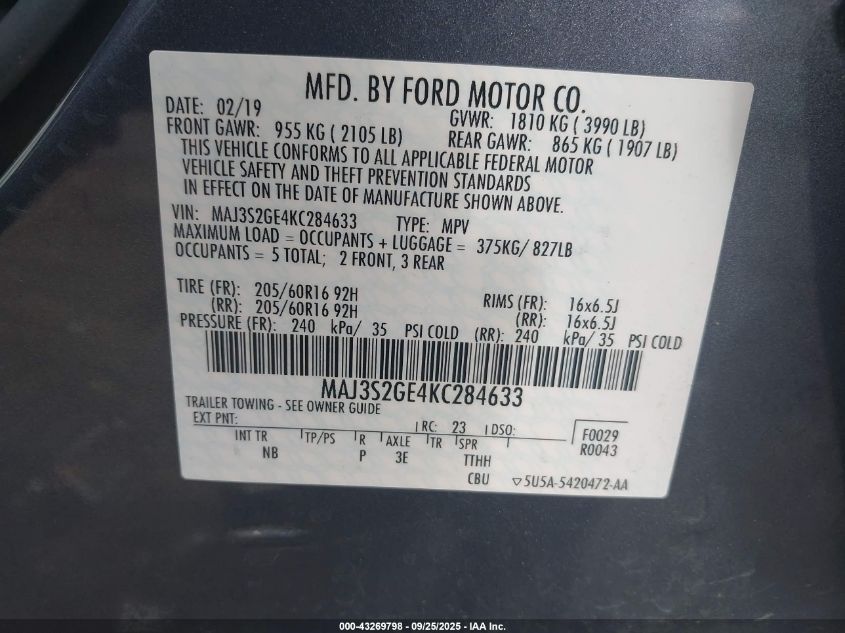 MFD. BY FORD MOTOR CO.
DATE: 02/19 GVWR: 1810 KG ( 3990 LB)
FRONT GAWR: 955 KG ( 2105 LB) REAR GAWR: 865 KG ( 1907 LB)
THIS VEHICLE CONFORMS TO ALL APPLICABLE FEDERAL MOTOR
VEHICLE SAFETY AND THEFT PREVENTION STANDARDS
IN EFFECT ON THE DATE OF MANUFACTURE SHOWN ABOVE.
VIN: MAJ3S2GE4KC284633 TYPE: MPV
MAXIMUM LOAD = OCCUPANTS + LUGGAGE = 375KG/ 827LB
OCCUPANTS = 5 TOTAL; 2 FRONT, 3 REAR
TIRE (FR): 205/60R16 92H RIMS (FR): 16x6.5J
(RR): 205/60R16 92H (RR): 16x6.5J
PRESSURE (FR): 240 kPa/ 35 PSI COLD (RR): 240 kPa/ 35 PSI COLD
MAJ3S2GE4KC284633
TRAILER TOWING - SEE OWNER GUIDE
EXT PNT: RC: 23 DSO: F0029
INT TR TP/PS R AXLE TR SPR R0043
NB P 3E TTHH
CBU ▽5U5A-5420472-AA
000-43269798 - 09/25/2025 - IAA Inc.